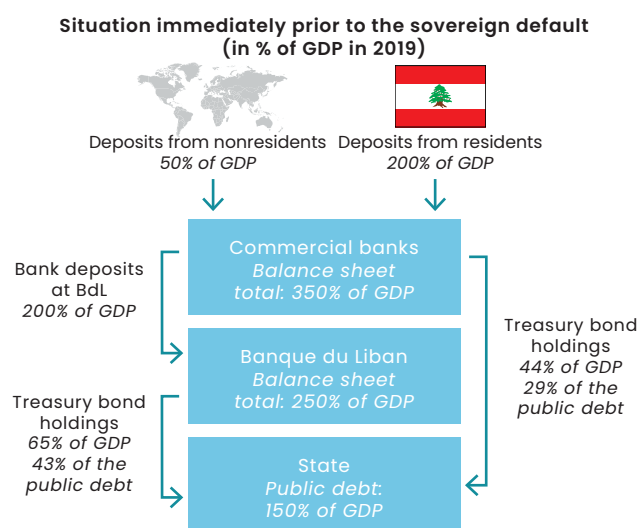 Situation immediately prior to the sovereign default
(in % of GDP in 2019)
Deposits from nonresidents
50% of GDP
Deposits from residents
200% of GDP
Commercial banks
Balance sheet
total: 350% of GDP
Bank deposits
at BdL
200% of GDP
Treasury bond
holdings
44% of GDP
29% of the
public debt
Banque du Liban
Balance sheet
total: 250% of GDP
Treasury bond
holdings
65% of GDP
43% of the
public debt
State
Public debt:
150% of GDP